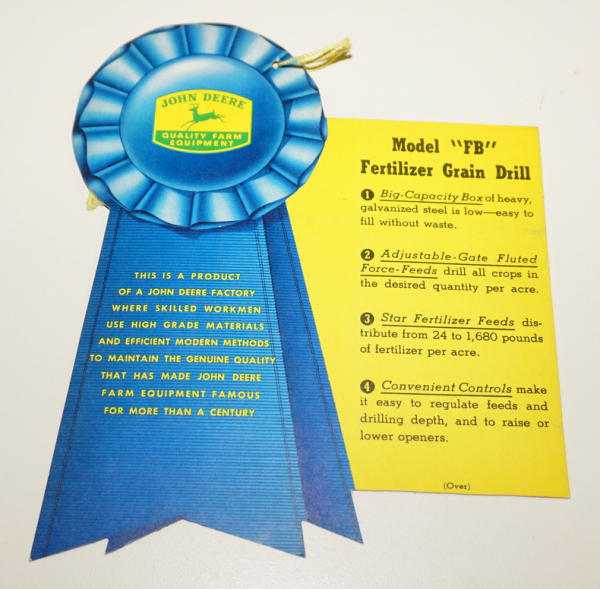 JOHN DEERE
QUALITY FARM
EQUIPMENT
THIS IS A PRODUCT
OF A JOHN DEERE FACTORY
WHERE SKILLED WORKMEN
USE HIGH GRADE MATERIALS
AND EFFICIENT MODERN METHODS
TO MAINTAIN THE GENUINE QUALITY
THAT HAS MADE JOHN DEERE
FARM EQUIPMENT FAMOUS
FOR MORE THAN A CENTURY
Model "FB"
Fertilizer Grain Drill
1 Big-Capacity Box of heavy,
galvanized steel is low—easy to
fill without waste.
2 Adjustable-Gate Fluted
Force-Feeds drill all crops in
the desired quantity per acre.
3 Star Fertilizer Feeds dis-
tribute from 24 to 1,680 pounds
of fertilizer per acre.
4 Convenient Controls make
it easy to regulate feeds and
drilling depth, and to raise or
lower openers.
(Over)